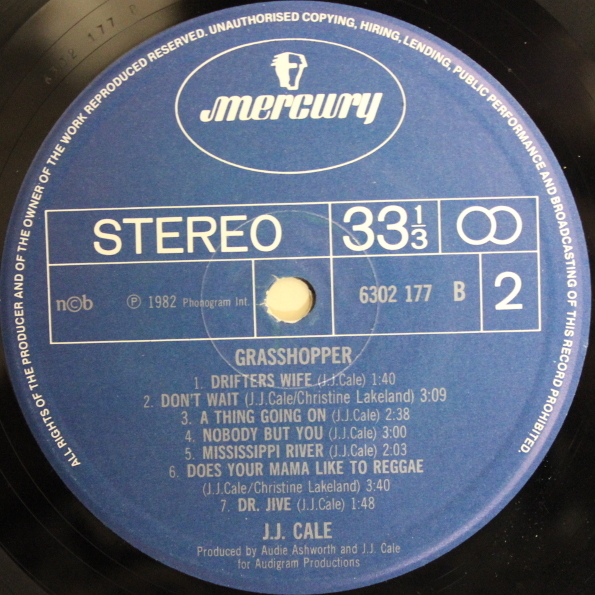 ALL RIGHTS OF THE PRODUCER AND OF THE OWNER OF THE WORK REPRODUCED RESERVED. UNAUTHORISED COPYING, HIRING, LENDING, PUBLIC PERFORMANCE AND BROADCASTING OF THIS RECORD PROHIBITED.
mercury
STEREO 33 1/3
n©b ℗ 1982 Phonogram Int. 6302 177 B 2
GRASSHOPPER
1. DRIFTERS WIFE (J.J.Cale) 1:40
2. DON'T WAIT (J.J.Cale/Christine Lakeland) 3:09
3. A THING GOING ON (J.J.Cale) 2:38
4. NOBODY BUT YOU (J.J.Cale) 3:00
5. MISSISSIPPI RIVER (J.J.Cale) 2:03
6. DOES YOUR MAMA LIKE TO REGGAE
(J.J.Cale/Christine Lakeland) 3:40
7. DR. JIVE (J.J.Cale) 1:48
J.J. CALE
Produced by Audie Ashworth and J.J. Cale
for Audigram Productions